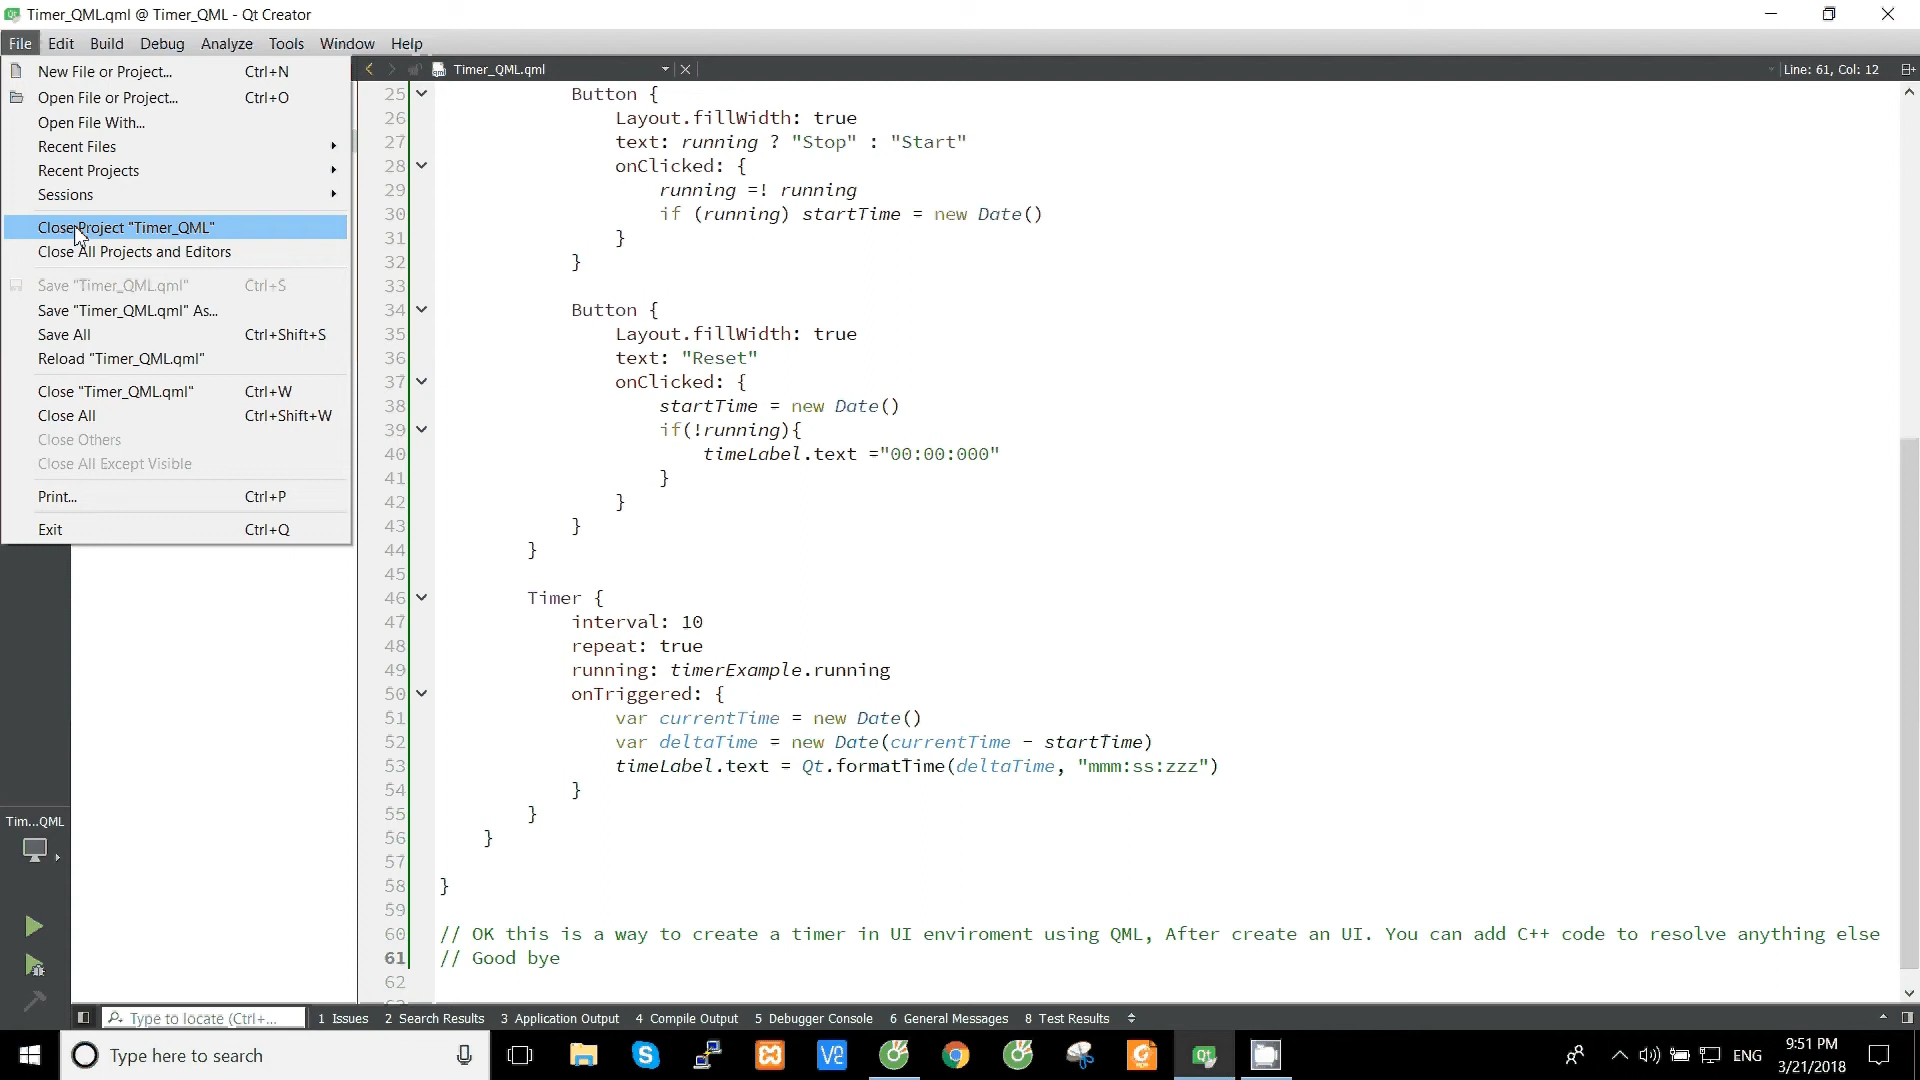 Timer_QML.qml @ Timer_QML - Qt Creator
File Edit Build Debug Analyze Tools Window Help
New File or Project... Ctrl+N
Open File or Project... Ctrl+O
Open File With...
Recent Files
Recent Projects
Sessions
Close Project "Timer_QML"
Close All Projects and Editors
Save "Timer_QML.qml" Ctrl+S
Save "Timer_QML.qml" As...
Save All Ctrl+Shift+S
Reload "Timer_QML.qml"
Close "Timer_QML.qml" Ctrl+W
Close All Ctrl+Shift+W
Close Others
Close All Except Visible
Print... Ctrl+P
Exit Ctrl+Q
Timer_QML.qml
Line: 61, Col: 12
25 Button {
26 Layout.fillWidth: true
27 text: running ? "Stop" : "Start"
28 onClicked: {
29 running =! running
30 if (running) startTime = new Date()
31 }
32 }
33
34 Button {
35 Layout.fillWidth: true
36 text: "Reset"
37 onClicked: {
38 startTime = new Date()
39 if(!running){
40 timeLabel.text ="00:00:000"
41 }
42 }
43 }
44 }
45
46 Timer {
47 interval: 10
48 repeat: true
49 running: timerExample.running
50 onTriggered: {
51 var currentTime = new Date()
52 var deltaTime = new Date(currentTime - startTime)
53 timeLabel.text = Qt.formatTime(deltaTime, "mmm:ss:zzz")
54 }
55 }
56 }
57
58 }
59
60 // OK this is a way to create a timer in UI enviroment using QML, After create an UI. You can add C++ code to resolve anything else
61 // Good bye
62
Tim...QML
Type to locate (Ctrl+...
1 Issues 2 Search Results 3 Application Output 4 Compile Output 5 Debugger Console 6 General Messages 8 Test Results
Type here to search
ENG
9:51 PM
3/21/2018